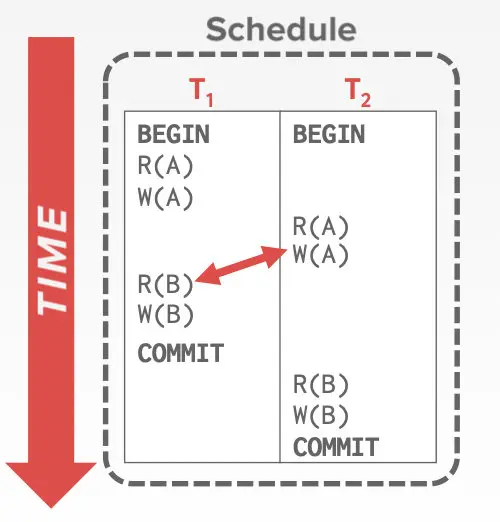 Schedule
TIME
T1 T2
BEGIN BEGIN
R(A)
W(A)
R(A)
W(A)
R(B)
W(B)
COMMIT
R(B)
W(B)
COMMIT